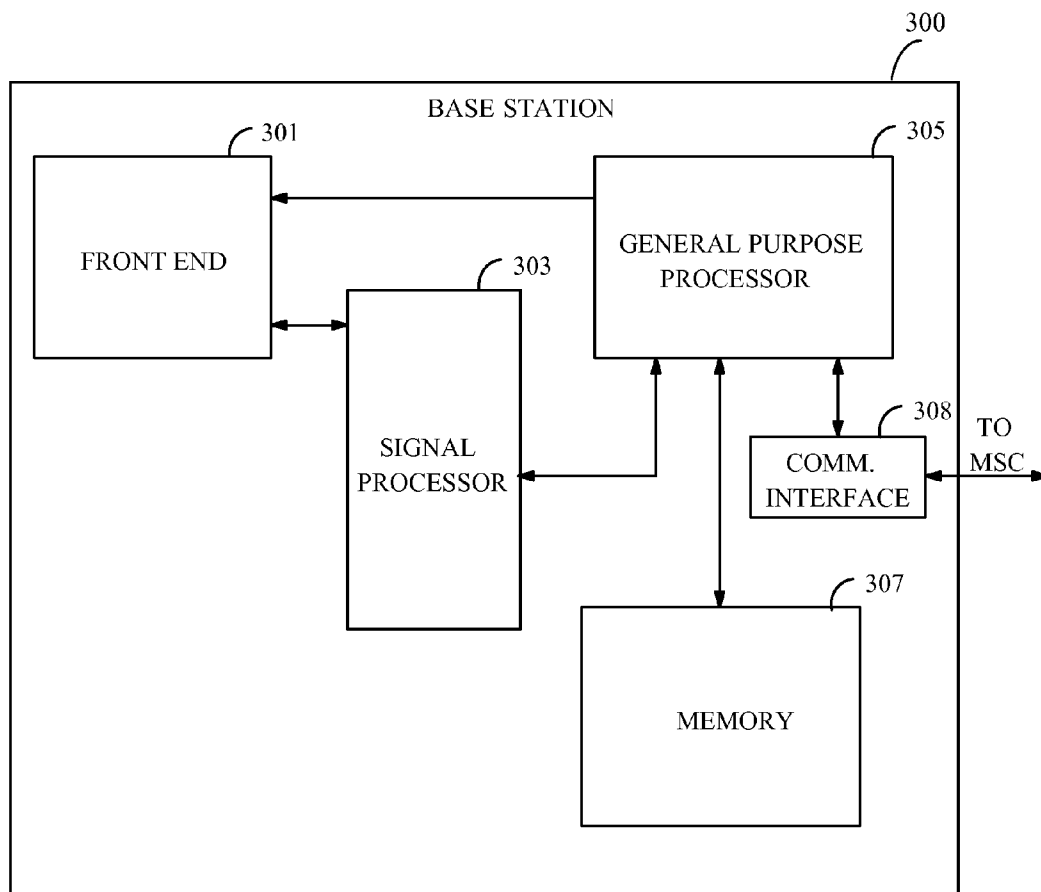 300
BASE STATION
301
305
FRONT END
GENERAL PURPOSE
PROCESSOR
303
SIGNAL
PROCESSOR
308
TO
MSC
COMM.
INTERFACE
307
MEMORY